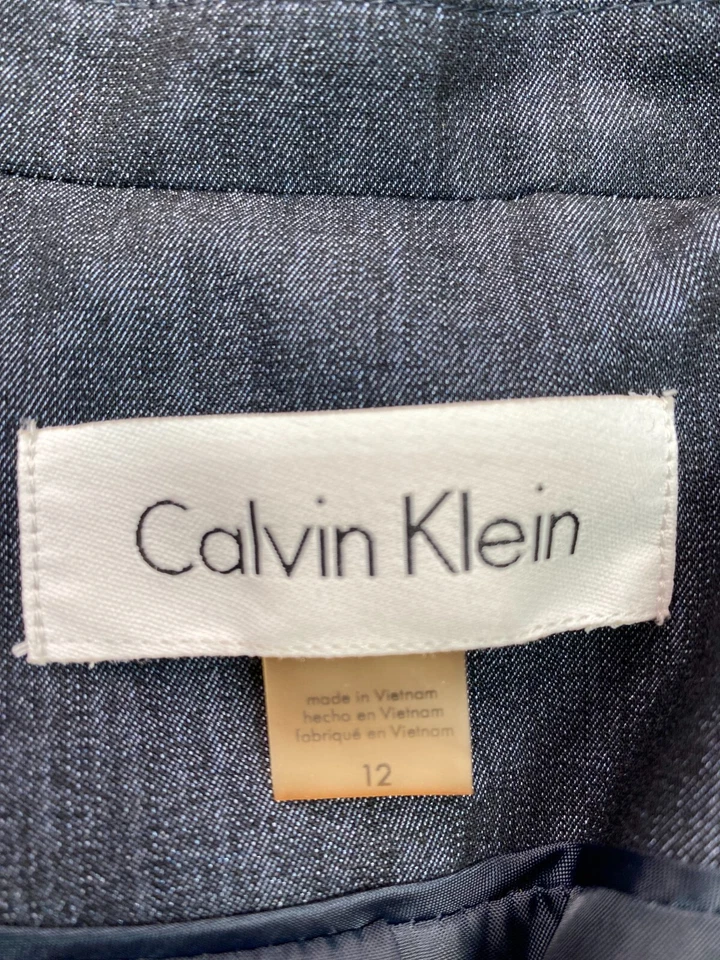 Calvin Klein
made in Vietnam
hecho en Vietnam
fabriqué en Vietnam
12